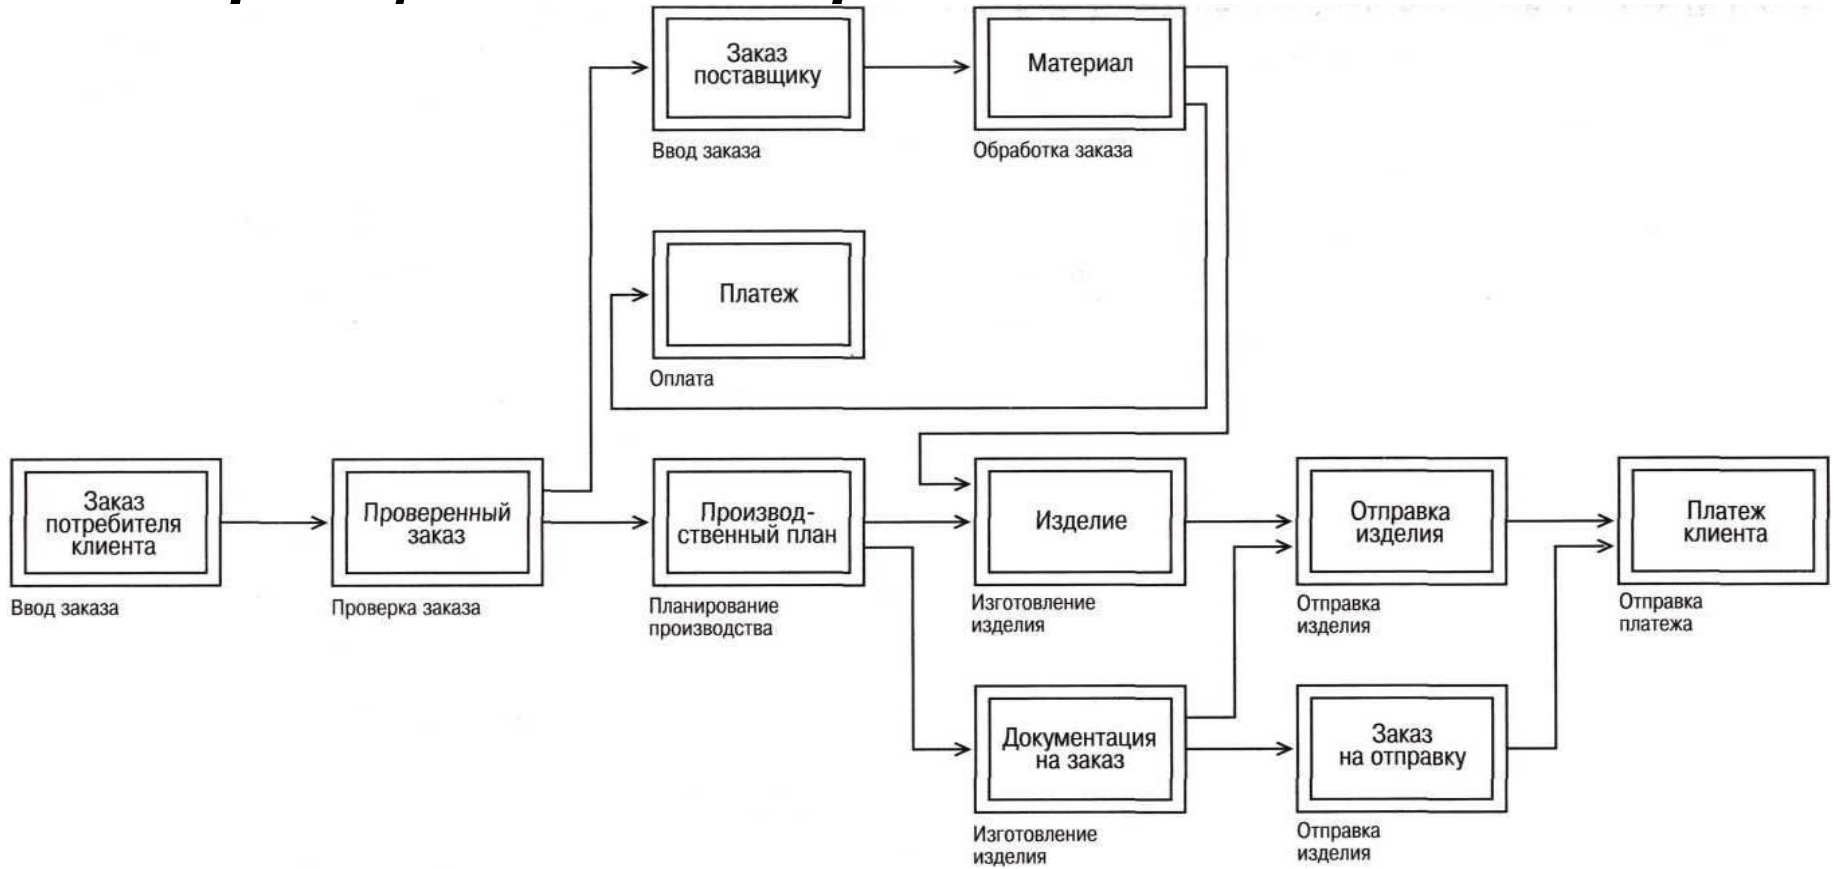 Заказ
поставщику
Ввод заказа
Материал
Обработка заказа
Платеж
Оплата
Заказ
потребителя
клиента
Ввод заказа
Проверенный
заказ
Проверка заказа
Производ-
ственный план
Планирование
производства
Изделие
Изготовление
изделия
Отправка
изделия
Отправка
изделия
Платеж
клиента
Отправка
платежа
Документация
на заказ
Изготовление
изделия
Заказ
на отправку
Отправка
изделия